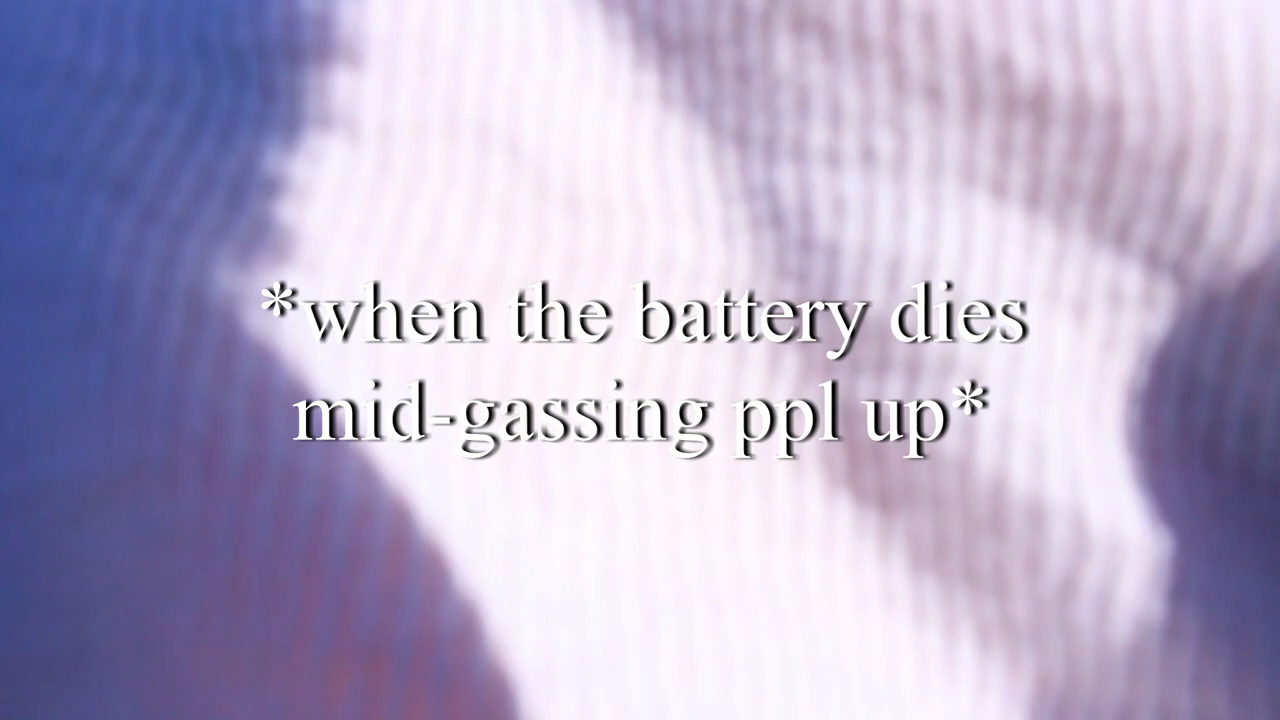 *when the battery dies
mid-gassing ppl up*